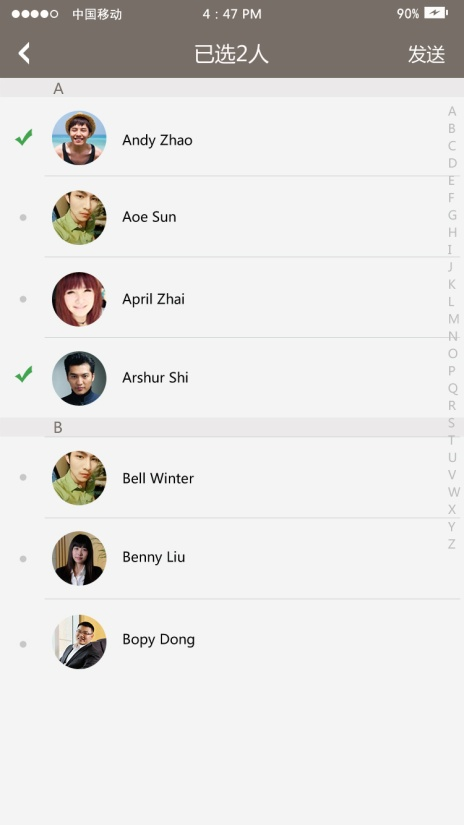 中国移动 4 : 47 PM 90%
已选2人 发送
A
Andy Zhao
Aoe Sun
April Zhai
Arshur Shi
B
Bell Winter
Benny Liu
Bopy Dong
A
B
C
D
E
F
G
H
I
J
K
L
M
N
O
P
Q
R
S
T
U
V
W
X
Y
Z